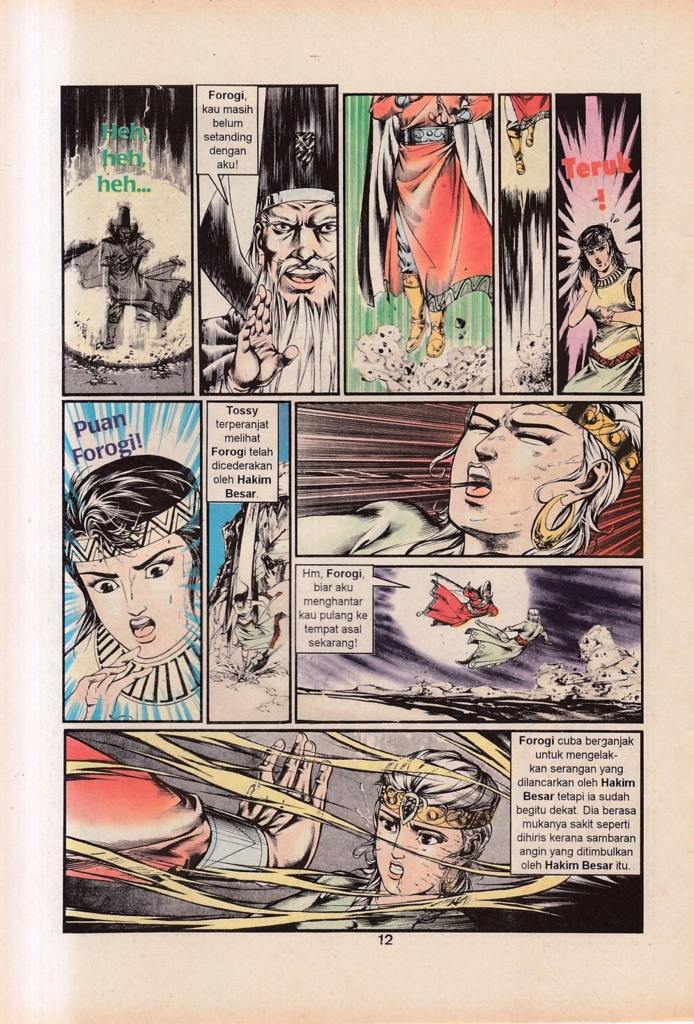 Heh,
heh,
heh...
Forogi,
kau masih
belum
setanding
dengan
aku!
Teruk
!
Puan
Forogi!
Tossy
terperanjat
melihat
Forogi telah
dicederakan
oleh Hakim
Besar.
Hm, Forogi,
biar aku
menghantar
kau pulang ke
tempat asal
sekarang!
Forogi cuba berganjak
untuk mengelak-
kan serangan yang
dilancarkan oleh Hakim
Besar tetapi ia sudah
begitu dekat. Dia berasa
mukanya sakit seperti
dihiris kerana sambaran
angin yang ditimbulkan
oleh Hakim Besar itu.
12